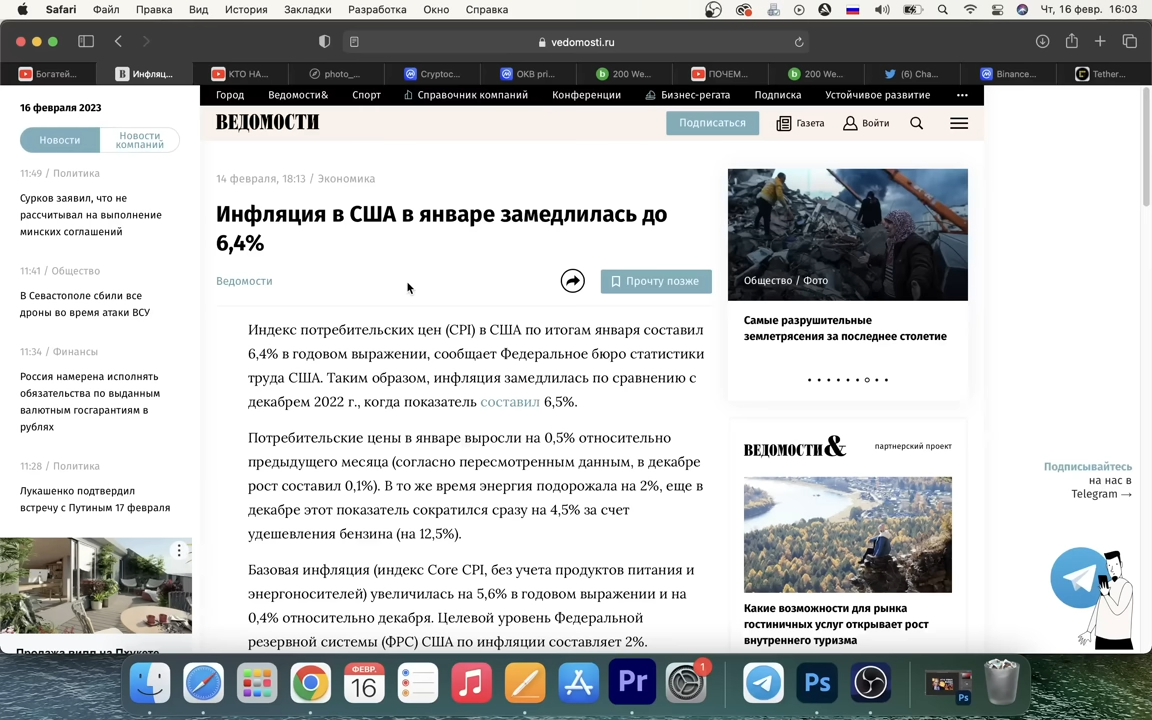 Safari Файл Правка Вид История Закладки Разработка Окно Справка Чт, 16 февр. 16:03
vedomosti.ru
Богатей... Инфляц... КТО НА... photo_... Cryptoc... OKB pri... 200 We... ПОЧЕМ... 200 We... (6) Cha... Binance... Tether...
16 февраля 2023
Новости
Новости
компаний
11:49 / Политика
Сурков заявил, что не
рассчитывал на выполнение
минских соглашений
11:41 / Общество
В Севастополе сбили все
дроны во время атаки ВСУ
11:34 / Финансы
Россия намерена исполнять
обязательства по выданным
валютным госгарантиям в
рублях
11:28 / Политика
Лукашенко подтвердил
встречу с Путиным 17 февраля
Продажа вилл на Пхукете
Город Ведомости& Спорт Справочник компаний Конференции Бизнес-регата Подписка Устойчивое развитие
ВЕДОМОСТИ
Подписаться Газета Войти
14 февраля, 18:13 / Экономика
Инфляция в США в январе замедлилась до
6,4%
Ведомости
Прочту позже
Индекс потребительских цен (CPI) в США по итогам января составил
6,4% в годовом выражении, сообщает Федеральное бюро статистики
труда США. Таким образом, инфляция замедлилась по сравнению с
декабрем 2022 г., когда показатель составил 6,5%.
Потребительские цены в январе выросли на 0,5% относительно
предыдущего месяца (согласно пересмотренным данным, в декабре
рост составил 0,1%). В то же время энергия подорожала на 2%, еще в
декабре этот показатель сократился сразу на 4,5% за счет
удешевления бензина (на 12,5%).
Базовая инфляция (индекс Core CPI, без учета продуктов питания и
энергоносителей) увеличилась на 5,6% в годовом выражении и на
0,4% относительно декабря. Целевой уровень Федеральной
резервной системы (ФРС) США по инфляции составляет 2%.
Общество / Фото
Самые разрушительные
землетрясения за последнее столетие
ВЕДОМОСТИ&
партнерский проект
Какие возможности для рынка
гостиничных услуг открывает рост
внутреннего туризма
Подписывайтесь
на нас в
Telegram →
ФЕВР.
16
Pr
1
Ps
Ps